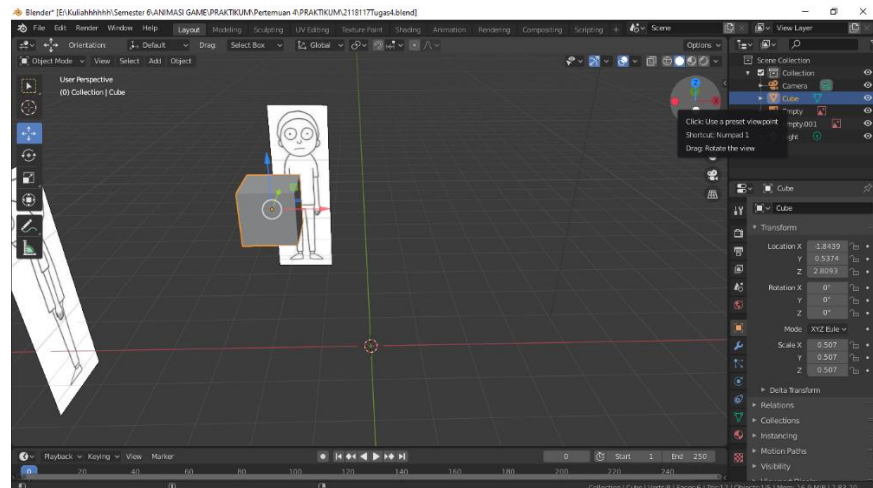 Blender* [E:\Kuliahhhhhh\Semester 6\ANIMASI GAME\PRAKTIKUM\Pertemuan 4\PRAKTIKUM\2118117Tugas4.blend]
File Edit Render Window Help Layout Modeling Sculpting UV Editing Texture Paint Shading Animation Rendering Compositing Scripting + Scene View Layer
Orientation: Default Drag: Select Box Global Options
Object Mode View Select Add Object
Scene Collection
User Perspective
(0) Collection | Cube
Collection
Camera
Cube
Empty
Click: Use a preset viewpoint
Shortcut: Numpad 1
Drag: Rotate the view
Cube
Cube
Transform
Location X -1.8439
Y 0.5374
Z 2.8093
Rotation X 0°
Y 0°
Z 0°
Mode XYZ Eule
Scale X 0.507
Y 0.507
Z 0.507
Delta Transform
Relations
Collections
Instancing
Motion Paths
Visibility
Playback Keying View Marker 0 Start 1 End 250
0 20 40 60 80 100 120 140 160 180 200 220 240